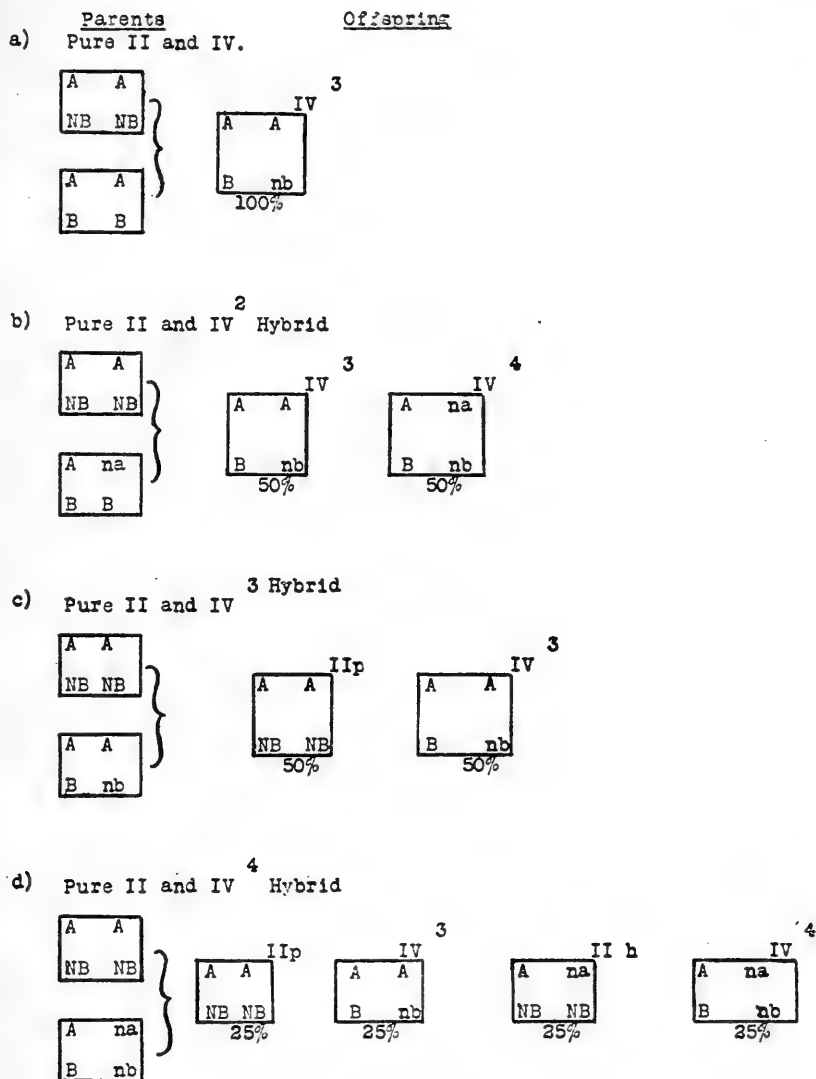 Parents Offspring
a) Pure II and IV.
A A
NB NB
A A
B B
IV 3
A A
B nb
100%
b) Pure II and IV 2 Hybrid
A A
NB NB
A na
B B
IV 3
A A
B nb
50%
IV 4
A na
B nb
50%
c) Pure II and IV 3 Hybrid
A A
NB NB
A A
B nb
IIp
A A
NB NB
50%
IV 3
A A
B nb
50%
d) Pure II and IV 4 Hybrid
A A
NB NB
A na
B nb
IIp
A A
NB NB
25%
IV 3
A A
B nb
25%
II h
A na
NB NB
25%
IV 4
A na
B nb
25%